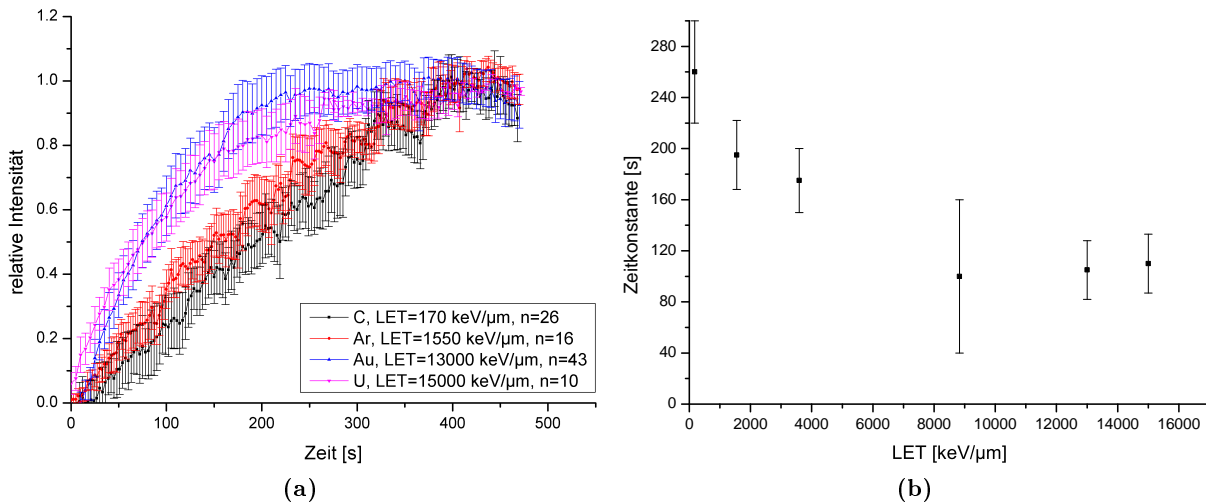 1.2
1.0
0.8
0.6
0.4
0.2
0.0
relative Intensität
C, LET=170 keV/µm, n=26
Ar, LET=1550 keV/µm, n=16
Au, LET=13000 keV/µm, n=43
U, LET=15000 keV/µm, n=10
0 100 200 300 400 500
Zeit [s]
(a)
280
240
200
160
120
80
40
0
Zeitkonstante [s]
0 2000 4000 6000 8000 10000 12000 14000 16000
LET [keV/µm]
(b)